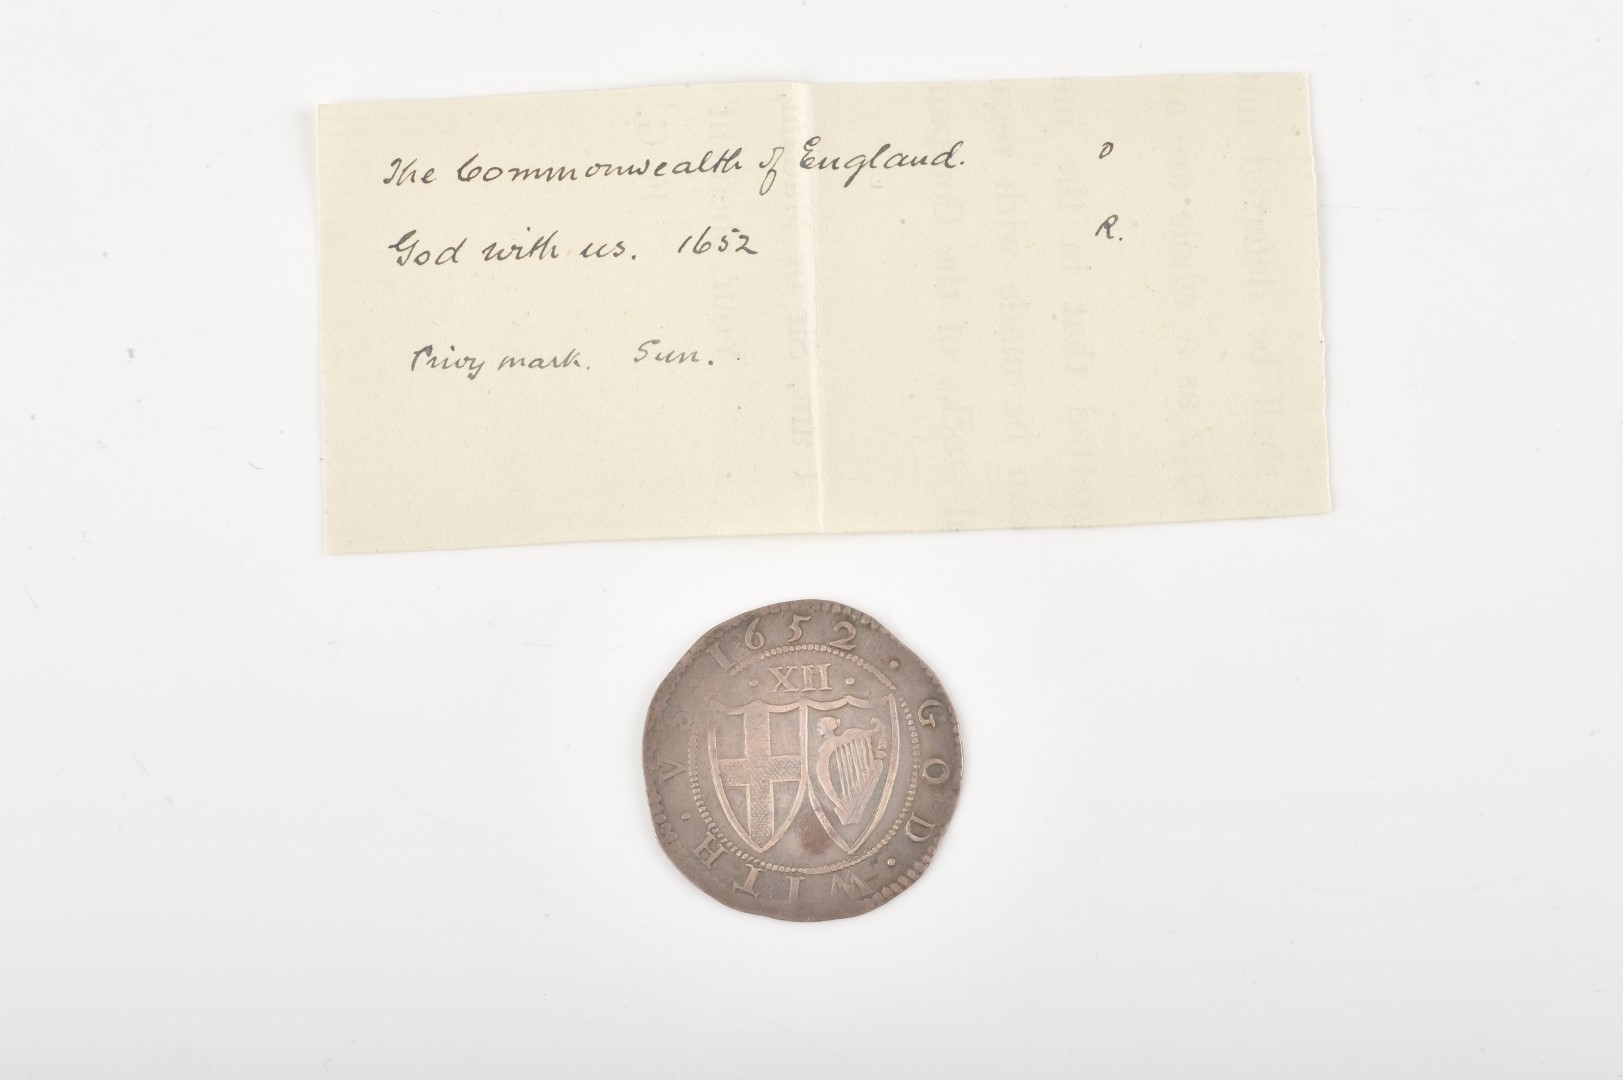 The Commonwealth of England. O
God with us. 1652 R.
Privy mark. Sun.
1652 · GOD · WITH · VS
· XII ·